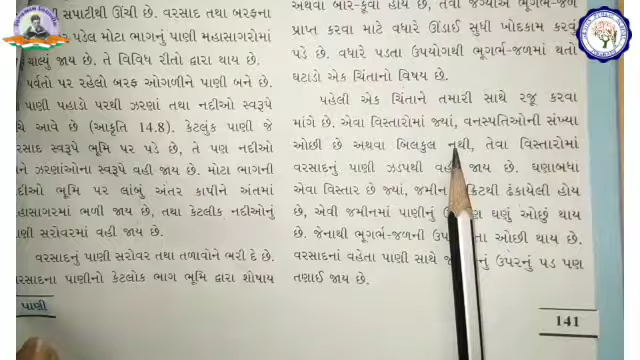 સપાટીથી ઊંચી છે. વરસાદ તથા બરફના
પડેલ મોટા ભાગનું પાણી મહાસાગરોમાં
ચાલ્યું જાય છે. તે વિવિધ રીતો દ્વારા થાય છે.
પર્વતો પર રહેલો બરફ ઓગળીને પાણી બને છે.
પાણી પહાડો પરથી ઝરણાં તથા નદીઓ સ્વરૂપે
આવે છે (આકૃતિ 14.8). કેટલુંક પાણી જે
સ્વરૂપે ભૂમિ પર પડે છે, તે પણ નદીઓ
ઝરણાંઓના સ્વરૂપે વહી જાય છે. મોટા ભાગની
ભૂમિ પર લાંબું અંતર કાપીને અંતમાં
ભળી જાય છે, તથા કેટલીક નદીઓનું
સરોવરમાં વહી જાય છે.
વરસાદનું પાણી સરોવર તથા તળાવોને ભરી દે છે.
પાણીનો કેટલોક ભાગ ભૂમિ દ્વારા શોષાય
પાણી
અથવા બોર-કૂવા હોય છે, તેવી જગ્યાએ ભૂગર્ભ-જળ
પ્રાપ્ત કરવા માટે વધારે ઊંડાઈ સુધી ખોદકામ કરવું
પડે છે. વધારે પડતા ઉપયોગથી ભૂગર્ભ-જળમાં થતો
ઘટાડો એક ચિંતાનો વિષય છે.
પહેલી એક ચિંતાને તમારી સાથે રજૂ કરવા
માંગે છે. એવા વિસ્તારોમાં જ્યાં, વનસ્પતિઓની સંખ્યા
ઓછી છે અથવા બિલકુલ નથી, તેવા વિસ્તારોમાં
વરસાદનું પાણી ઝડપથી વહી જાય છે. ઘણાબધા
એવા વિસ્તાર છે જ્યાં, જમીન ઢંકાયેલી હોય
છે, એવી જમીનમાં પાણીનું ઘણું ઓછું થાય
છે. જેનાથી ભૂગર્ભ-જળની ઓછી થાય છે.
વરસાદનાં વહેતા પાણી સાથે ઉપરનું પડ પણ
તણાઈ જાય છે.
141